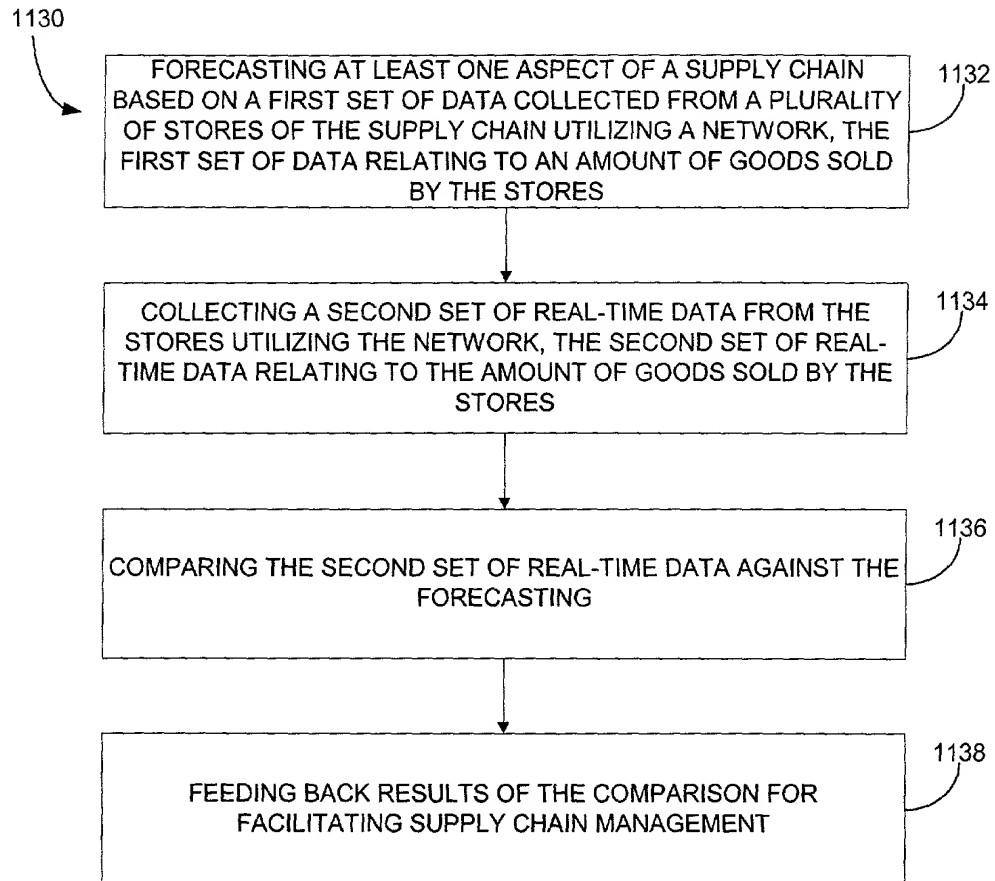 1130
FORECASTING AT LEAST ONE ASPECT OF A SUPPLY CHAIN
BASED ON A FIRST SET OF DATA COLLECTED FROM A PLURALITY
OF STORES OF THE SUPPLY CHAIN UTILIZING A NETWORK, THE
FIRST SET OF DATA RELATING TO AN AMOUNT OF GOODS SOLD
BY THE STORES
1132
COLLECTING A SECOND SET OF REAL-TIME DATA FROM THE
STORES UTILIZING THE NETWORK, THE SECOND SET OF REAL-
TIME DATA RELATING TO THE AMOUNT OF GOODS SOLD BY THE
STORES
1134
COMPARING THE SECOND SET OF REAL-TIME DATA AGAINST THE
FORECASTING
1136
FEEDING BACK RESULTS OF THE COMPARISON FOR
FACILITATING SUPPLY CHAIN MANAGEMENT
1138